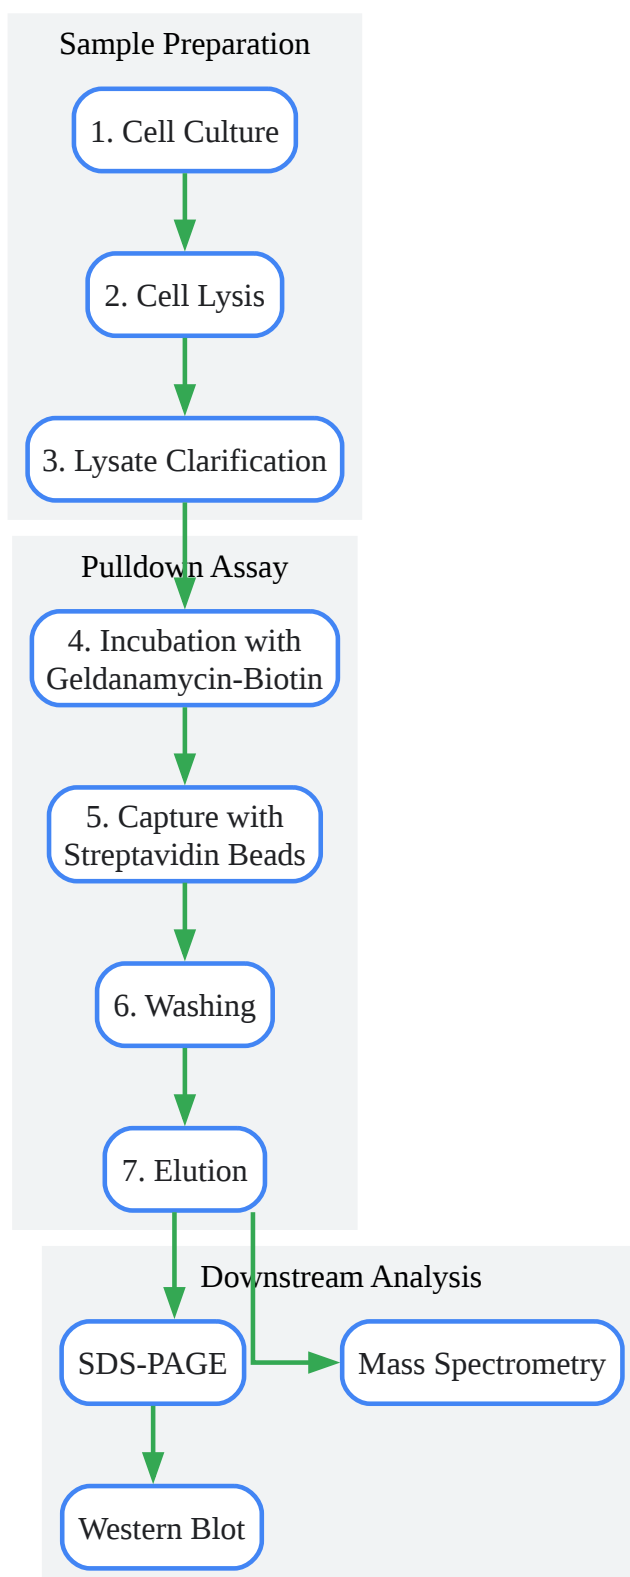 Sample Preparation
1. Cell Culture
2. Cell Lysis
3. Lysate Clarification
Pulldown Assay
4. Incubation with
Geldanamycin-Biotin
5. Capture with
Streptavidin Beads
6. Washing
7. Elution
Downstream Analysis
SDS-PAGE
Mass Spectrometry
Western Blot